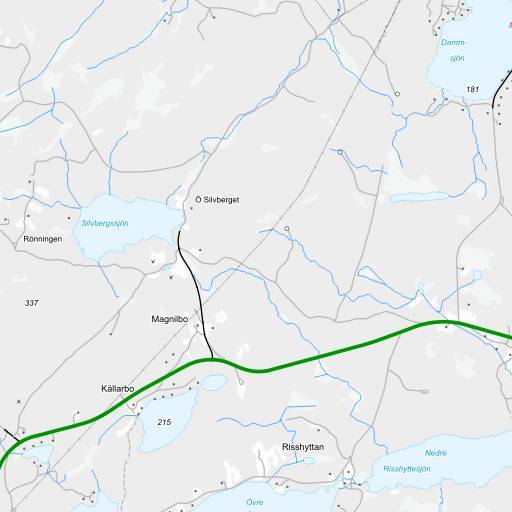 Damm-
sjön
181
Ö Silvberget
Silvbergssjön
Rönningen
337
Magnilbo
Källarbo
215
Risshyttan
Nedre
Risshyttesjön
Övre